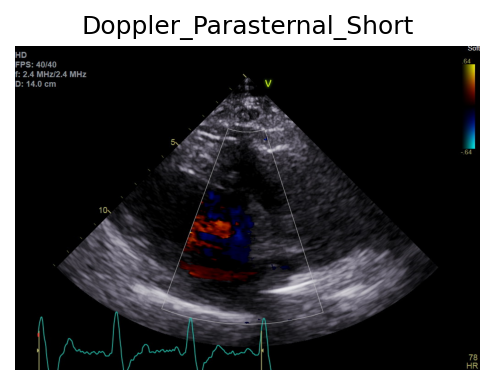 Doppler_Parasternal_Short
HD
FPS: 40/40
f: 2.4 MHz/2.4 MHz
D: 14.0 cm
Soft
64
V
5
10
-.64
78
HR